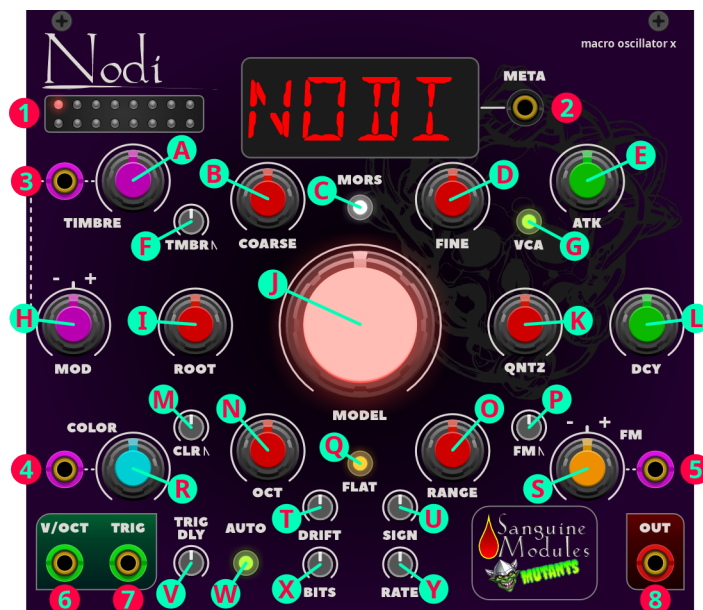 Nodi
macro oscillator x
NODI
META
1
2
A
E
3
B
C
MORS
D
TIMBRE
F
TMBR
COARSE
FINE
G
VCA
ATK
J
- +
H
I
K
L
MOD
ROOT
QNTZ
DCY
MODEL
M
N
O
P
COLOR
CLR
- +
FM
FM
Q
4
R
S
5
OCT
FLAT
RANGE
T
U
V/OCT
TRIG
TRIG
DLY
AUTO
DRIFT
SIGN
Sanguine
Modules
MUTANTS
OUT
6
7
V
W
X
BITS
RATE
Y
8